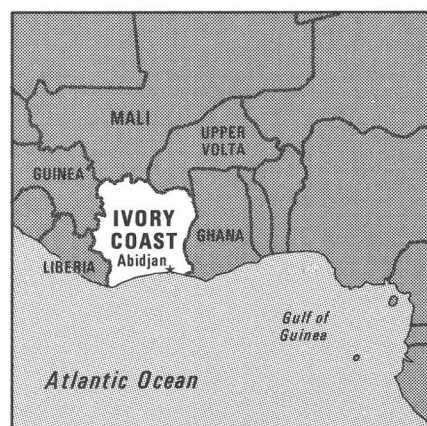 MALI
UPPER
VOLTA
GUINEA
IVORY
COAST
Abidjan
GHANA
LIBERIA
Gulf of
Guinea
Atlantic Ocean